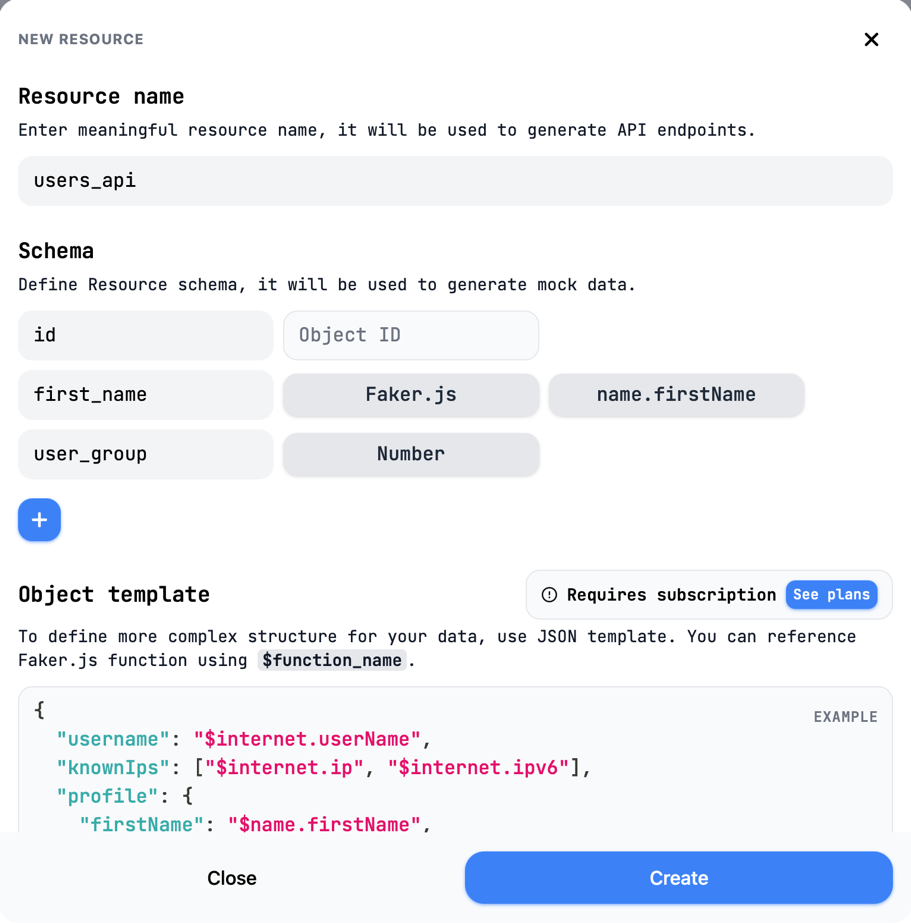 NEW RESOURCE
Resource name
Enter meaningful resource name, it will be used to generate API endpoints.
users_api
Schema
Define Resource schema, it will be used to generate mock data.
id Object ID
first_name Faker.js name.firstName
user_group Number
+
Object template Requires subscription See plans
To define more complex structure for your data, use JSON template. You can reference
Faker.js function using $function_name.
{ EXAMPLE
"username": "$internet.userName",
"knownIps": ["$internet.ip", "$internet.ipv6"],
"profile": {
"firstName": "$name.firstName",
Close Create